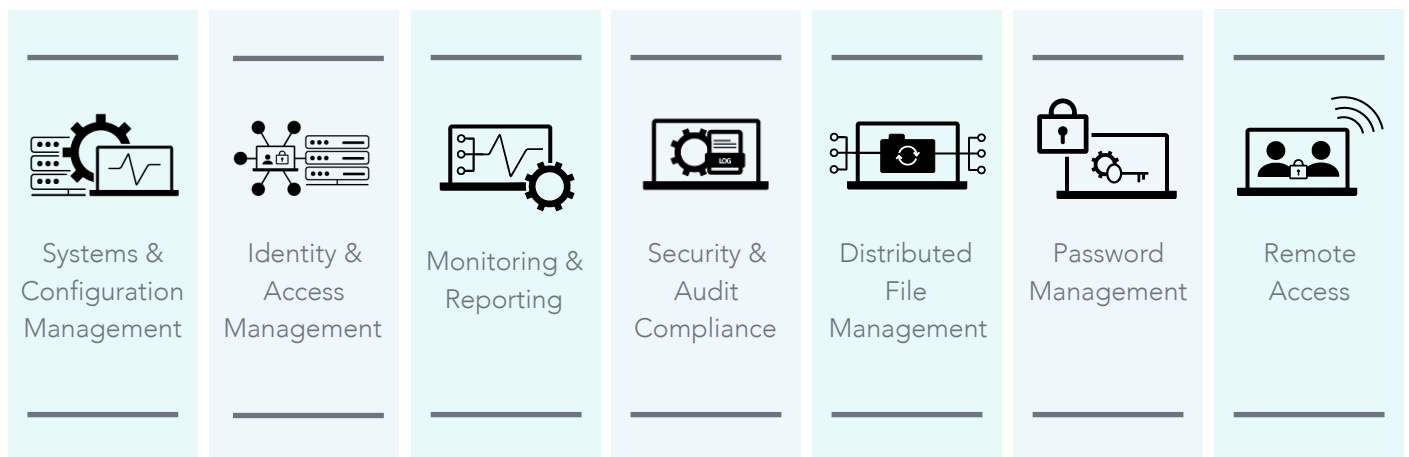 Systems &
Configuration
Management
Identity &
Access
Management
Monitoring &
Reporting
LOG
Security &
Audit
Compliance
Distributed
File
Management
Password
Management
Remote
Access